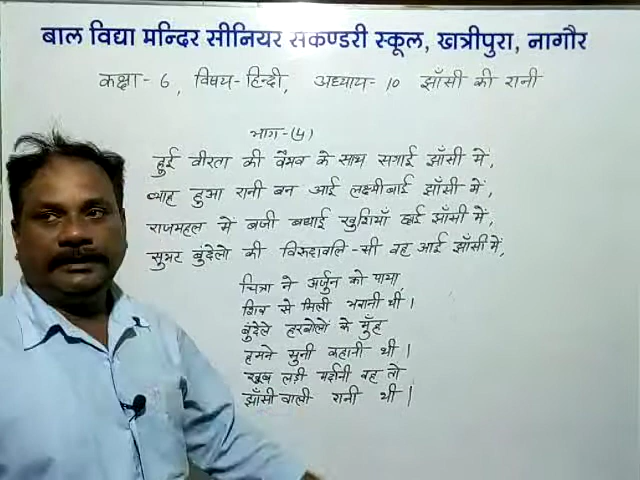 बाल विद्या मन्दिर सीनियर सकण्डरी स्कूल, खत्रीपुरा, नागौर
कक्षा - 6 , विषय - हिन्दी, अध्याय - 10 झाँसी की रानी
भाग - (5)
हुई वीरता की वैभव के साथ सगाई झाँसी में,
ब्याह हुआ रानी बन आई लक्ष्मीबाई झाँसी में,
राजमहल में बजी बधाई खुशियाँ छाई झाँसी में,
सुभट बुंदेलो की विरुदावलि - सी वह आई झाँसी में,
चित्रा ने अर्जुन को पाया,
शिव से मिली भवानी थी ।
बुंदेले हरबोलों के मुँह
हमने सुनी कहानी थी ।
खूब लड़ी मर्दानी वह तो
झाँसी वाली रानी थी ।